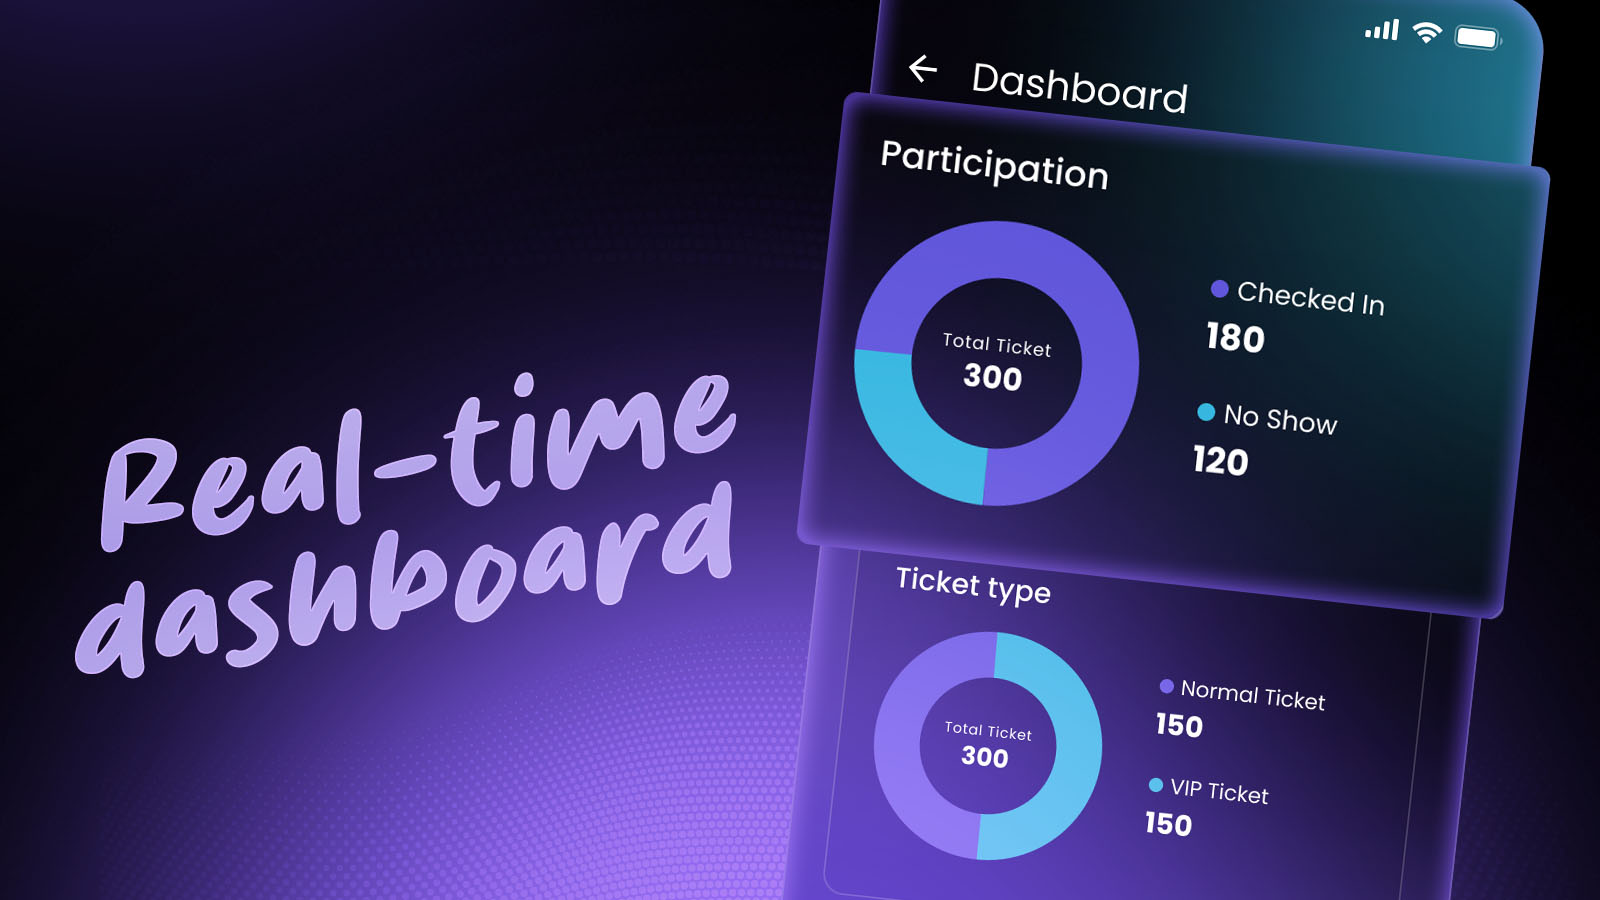 Real-time
dashboard
Dashboard
Participation
Total Ticket
300
Checked In
180
No Show
120
Ticket type
Total Ticket
300
Normal Ticket
150
VIP Ticket
150